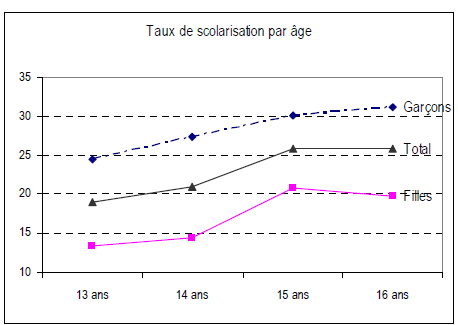 Taux de scolarisation par âge
35
30
25
20
15
10
Garçons
Total
Filles
13 ans
14 ans
15 ans
16 ans